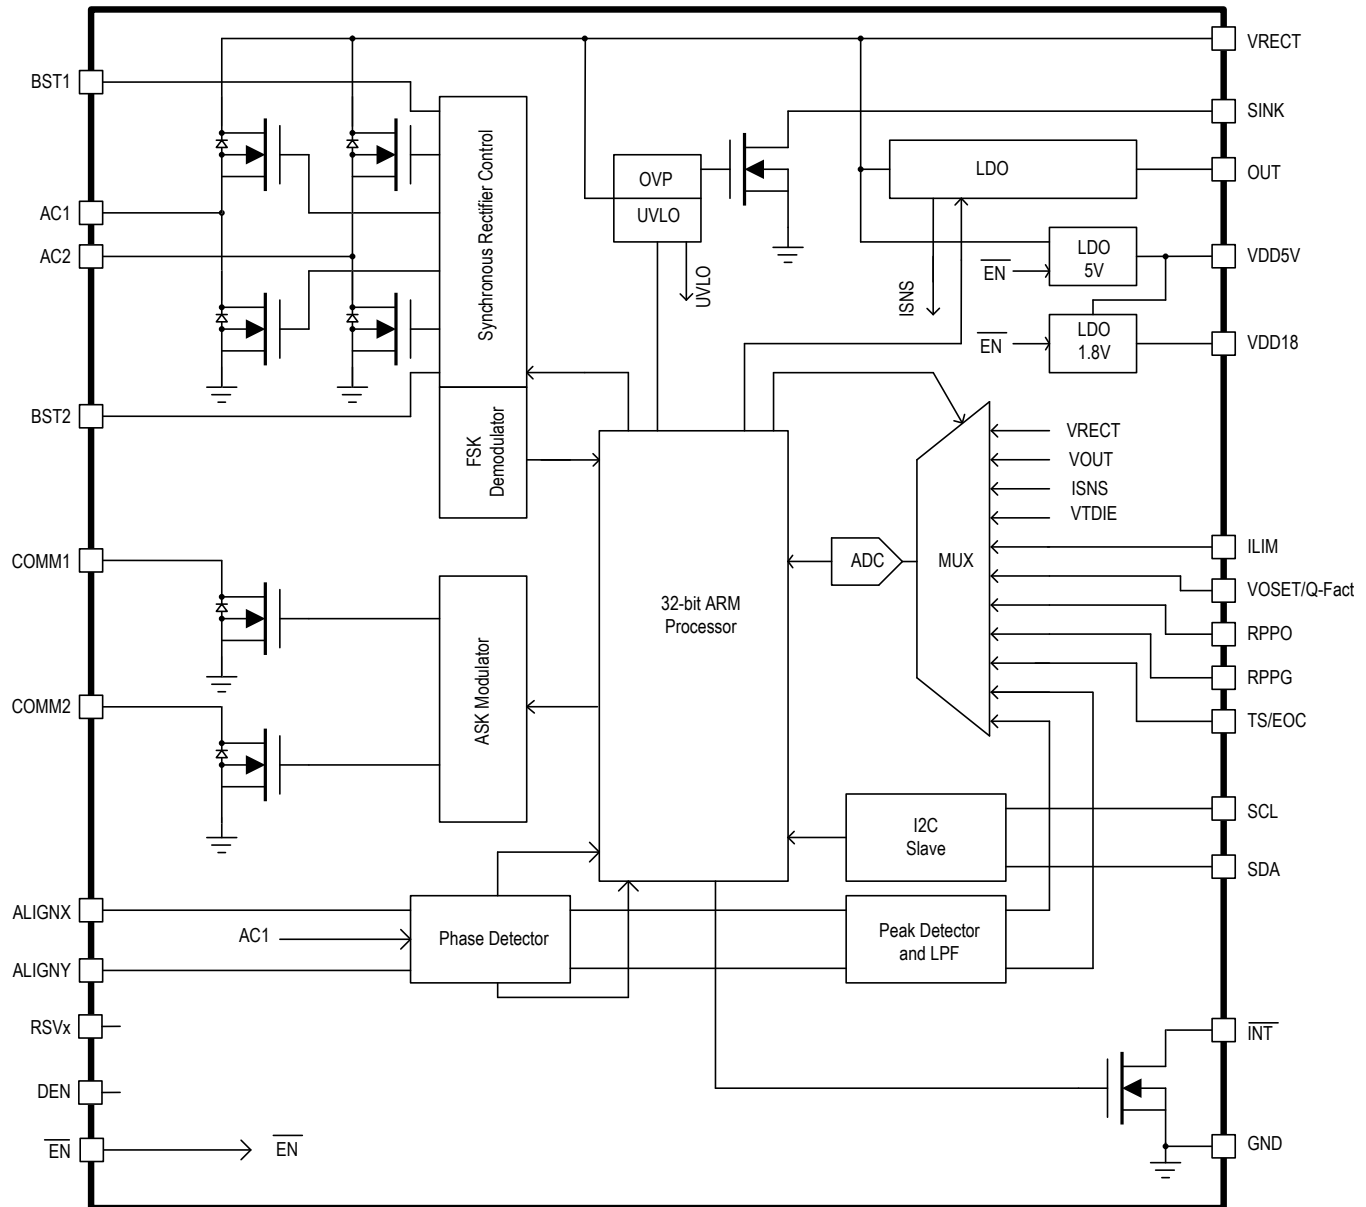 VRECT
BST1
SINK
OVP
LDO
OUT
UVLO
AC1
AC2
Synchronous Rectifier Control
UVLO
ISNS
EN
LDO
5V
VDD5V
EN
LDO
1.8V
VDD18
BST2
FSK
Demodulator
VRECT
VOUT
ISNS
VTDIE
COMM1
ADC
MUX
ILIM
VOSET/Q-Fact
32-bit ARM
Processor
RPPO
RPPG
COMM2
ASK Modulator
TS/EOC
I2C
Slave
SCL
SDA
ALIGNX
AC1
Phase Detector
Peak Detector
and LPF
ALIGNY
RSVx
INT
DEN
EN
EN
GND